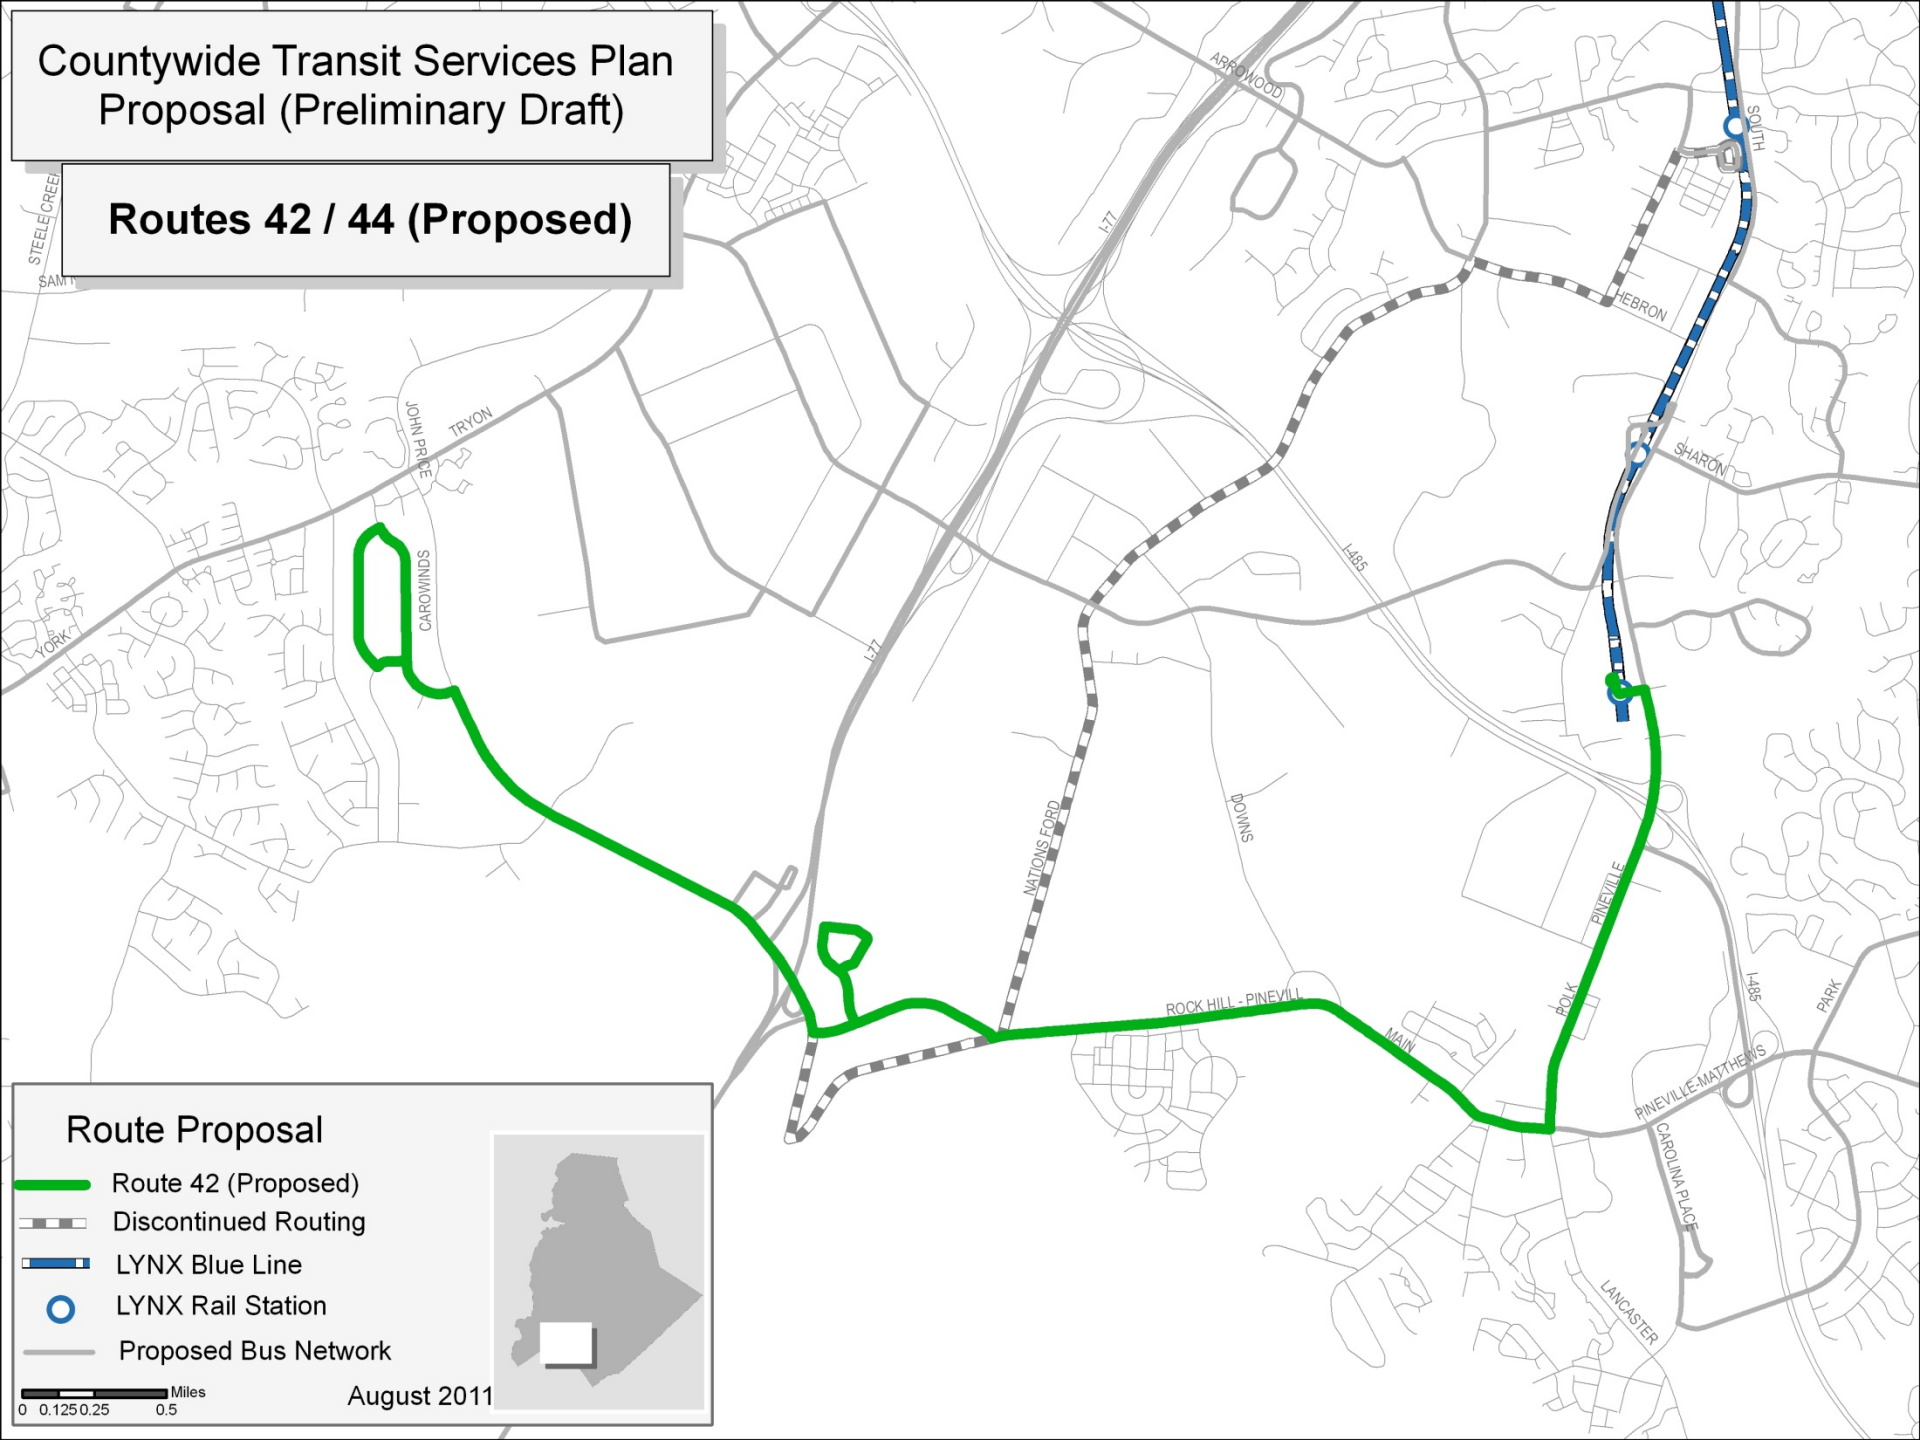 Countywide Transit Services Plan
Proposal (Preliminary Draft)
Routes 42 / 44 (Proposed)
ARROWOOD
SOUTH
STEELE CREEK
SAM
I-77
HEBRON
JOHN PRICE
TRYON
SHARON
I-485
CAROWINDS
YORK
I-77
NATIONS FORD
DOWNS
PINEVILLE
I-485
PARK
POLK
ROCK HILL - PINEVILL
MAIN
PINEVILLE-MATTHEWS
CAROLINA PLACE
LANCASTER
Route Proposal
Route 42 (Proposed)
Discontinued Routing
LYNX Blue Line
LYNX Rail Station
Proposed Bus Network
Miles
0 0.125 0.25 0.5
August 2011